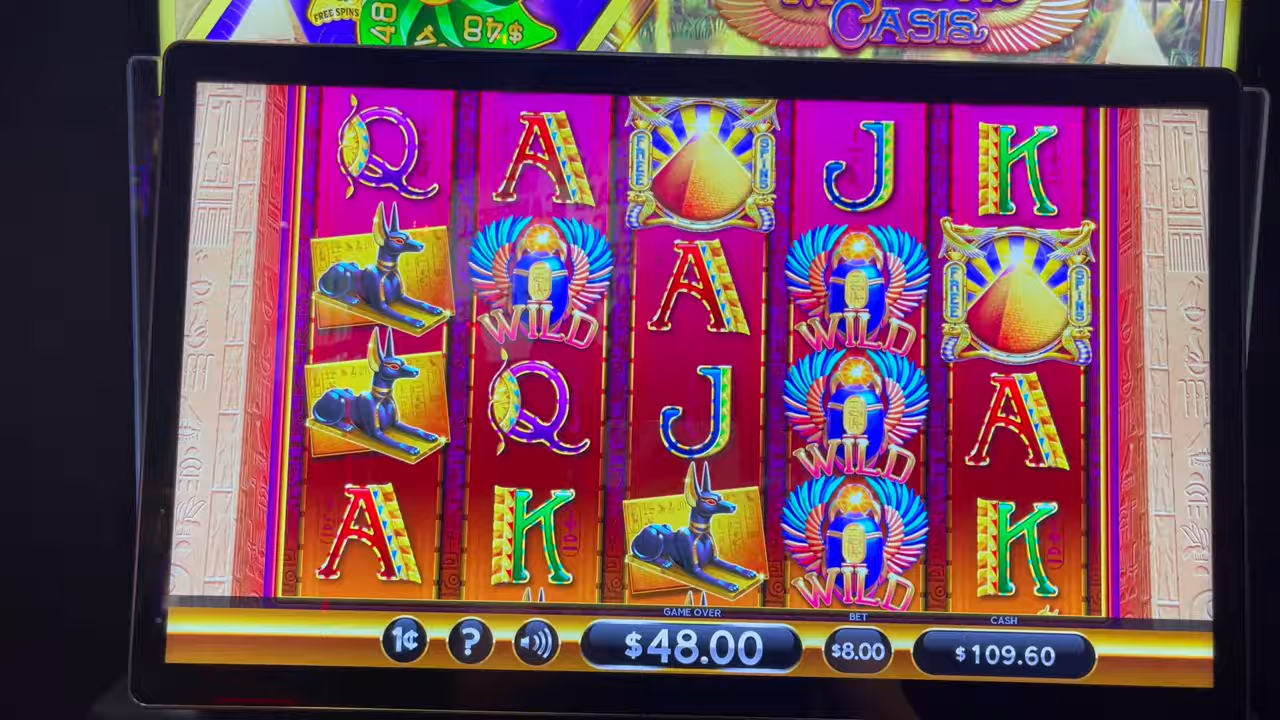 FREE SPINS
48
$48
OASIS
Q A FREE SPINS J K
WILD A WILD FREE SPINS
Q J WILD A
A K WILD K
GAME OVER BET CASH
1¢ ? $48.00 $8.00 $109.60